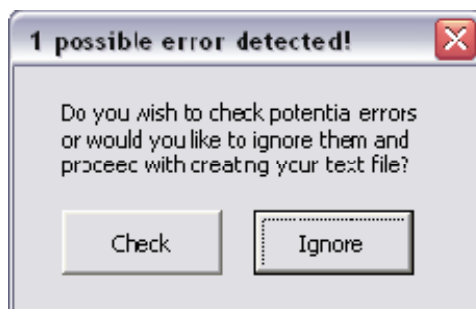 1 possible error detected!
Do you wish to check potential errors
or would you like to ignore them and
proceed with creating your text file?
Check
Ignore